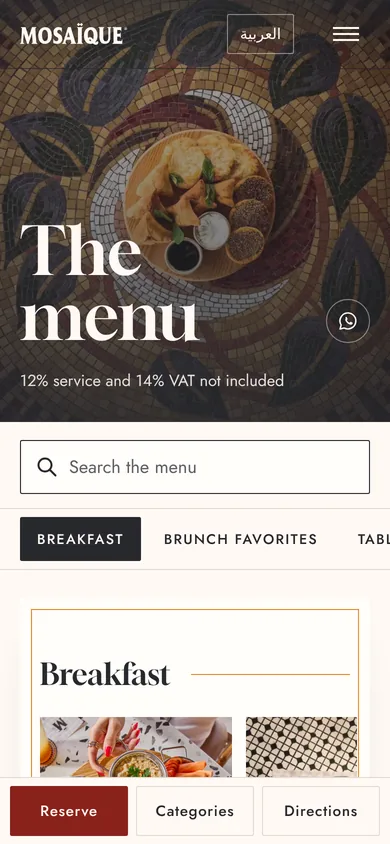 MOSAÏQUE
العربية
The
menu
12% service and 14% VAT not included
Search the menu
BREAKFAST
BRUNCH FAVORITES
TABL
Breakfast
Reserve
Categories
Directions